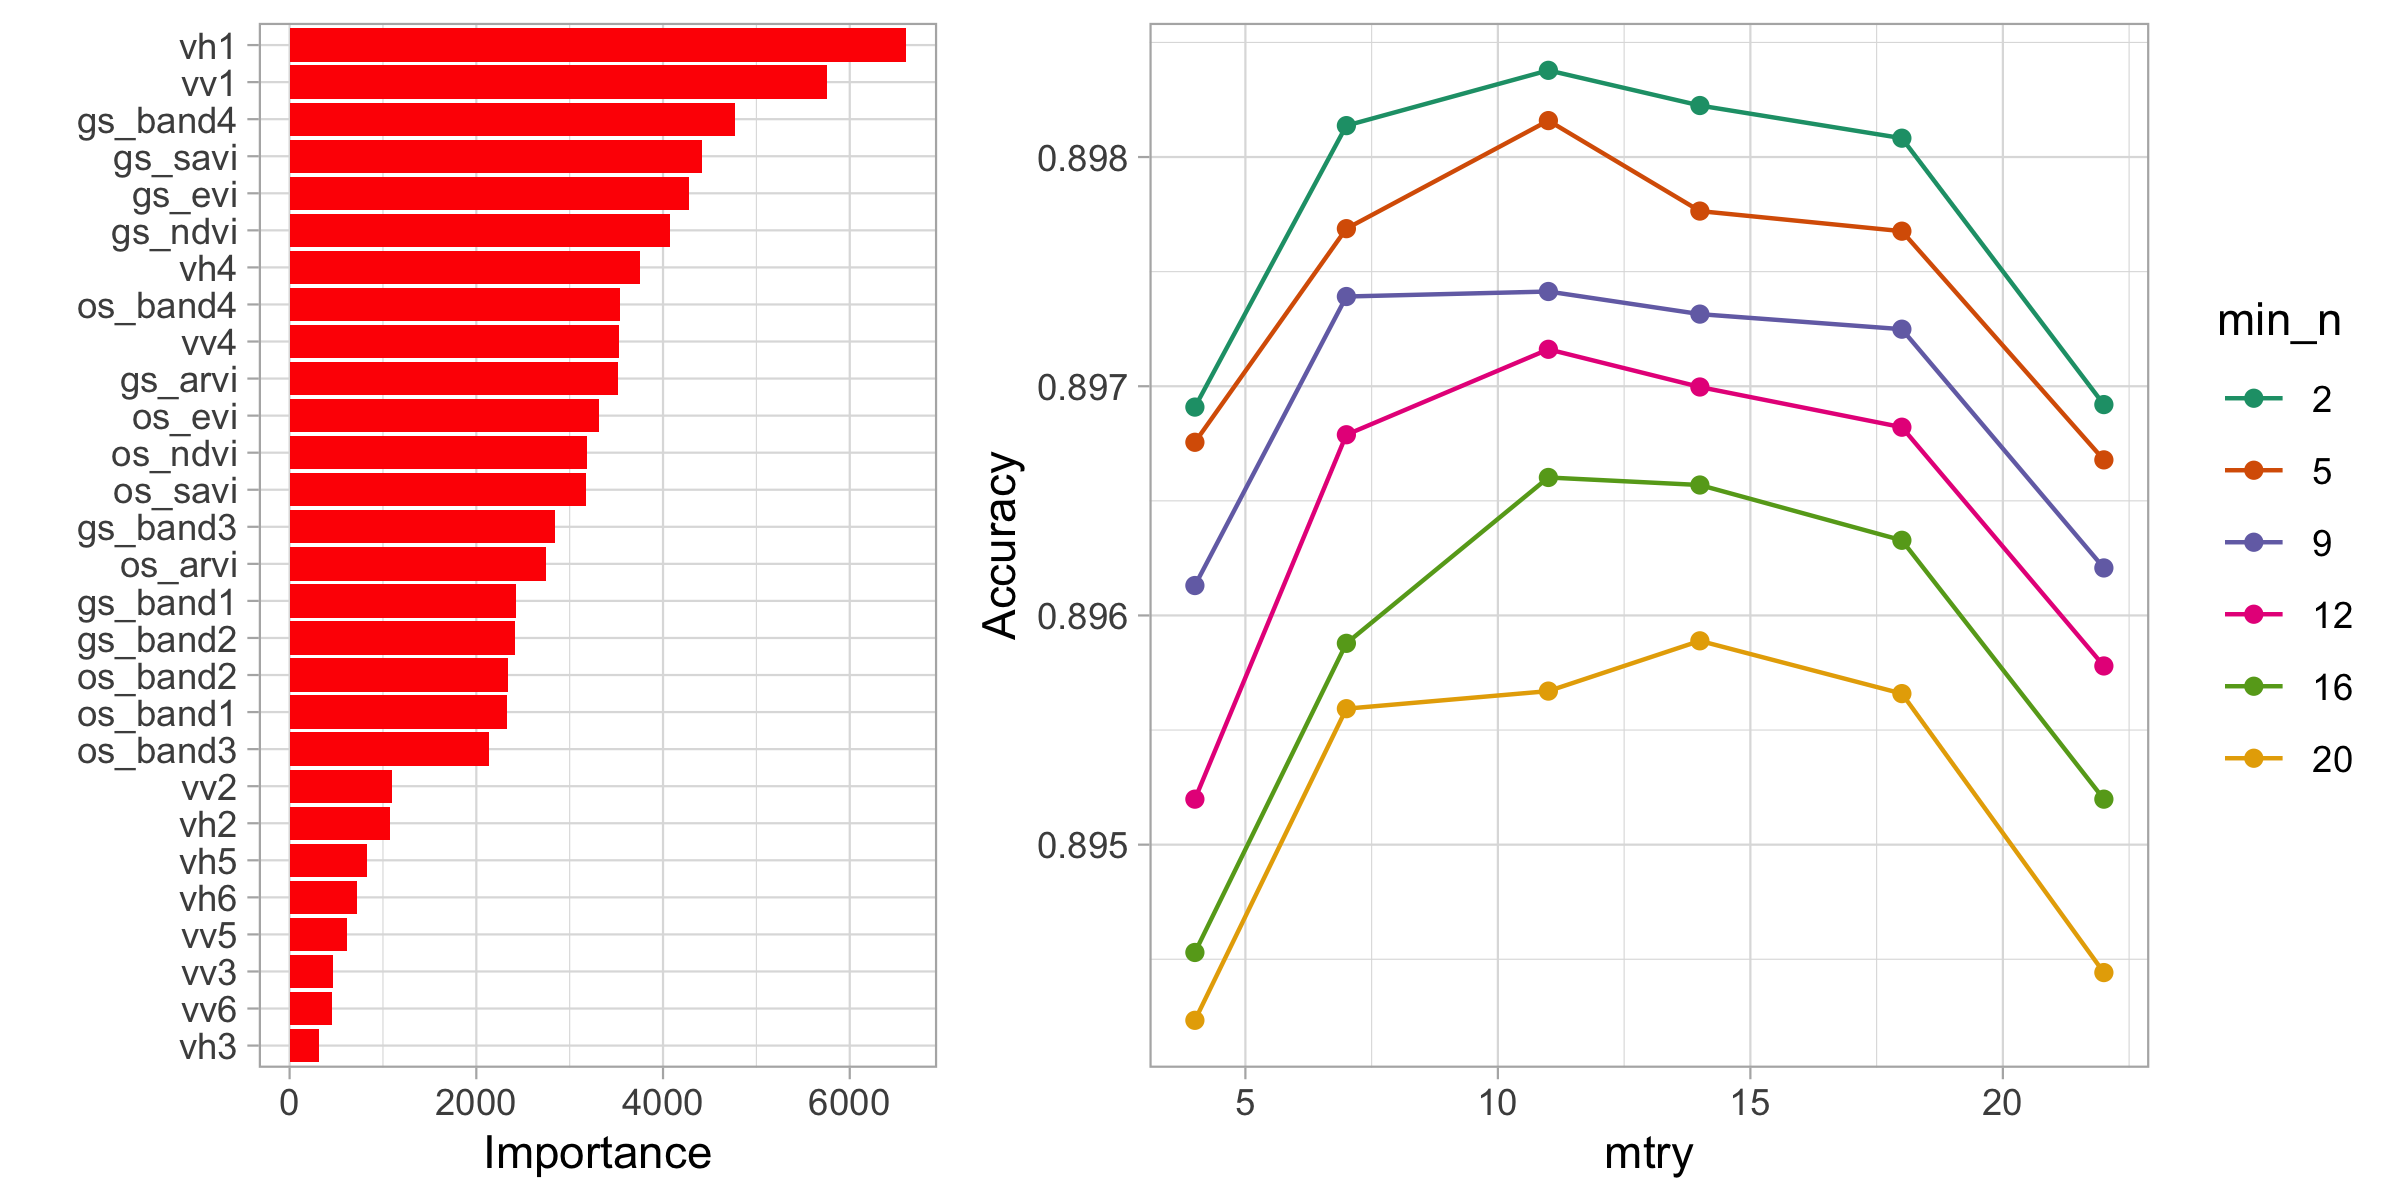 vh1
vv1
gs_band4
gs_savi
gs_evi
gs_ndvi
vh4
os_band4
vv4
gs_arvi
os_evi
os_ndvi
os_savi
gs_band3
os_arvi
gs_band1
gs_band2
os_band2
os_band1
os_band3
vv2
vh2
vh5
vh6
vv5
vv3
vv6
vh3
0 2000 4000 6000
Importance
Accuracy
0.898
0.897
0.896
0.895
5 10 15 20
mtry
min_n
2
5
9
12
16
20